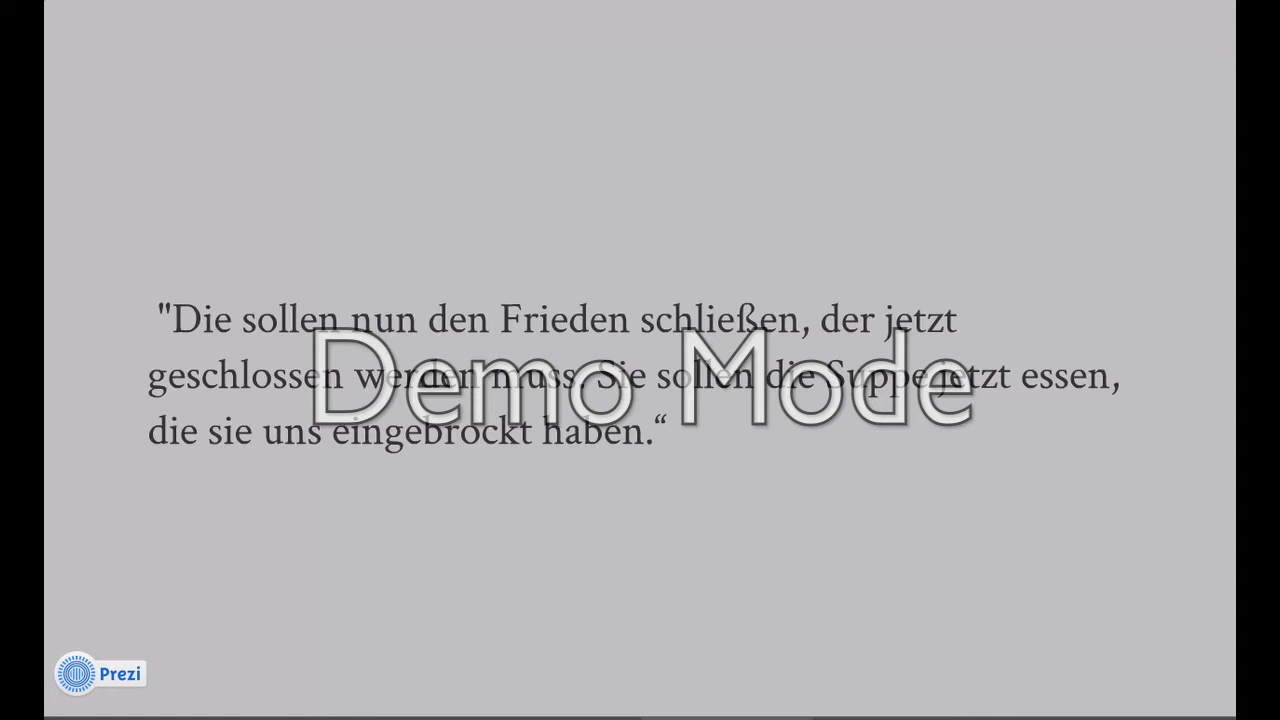 "Die sollen nun den Frieden schließen, der jetzt
geschlossen werden muss. Sie sollen die Suppe jetzt essen,
die sie uns eingebrockt haben.“
Demo Mode
Prezi